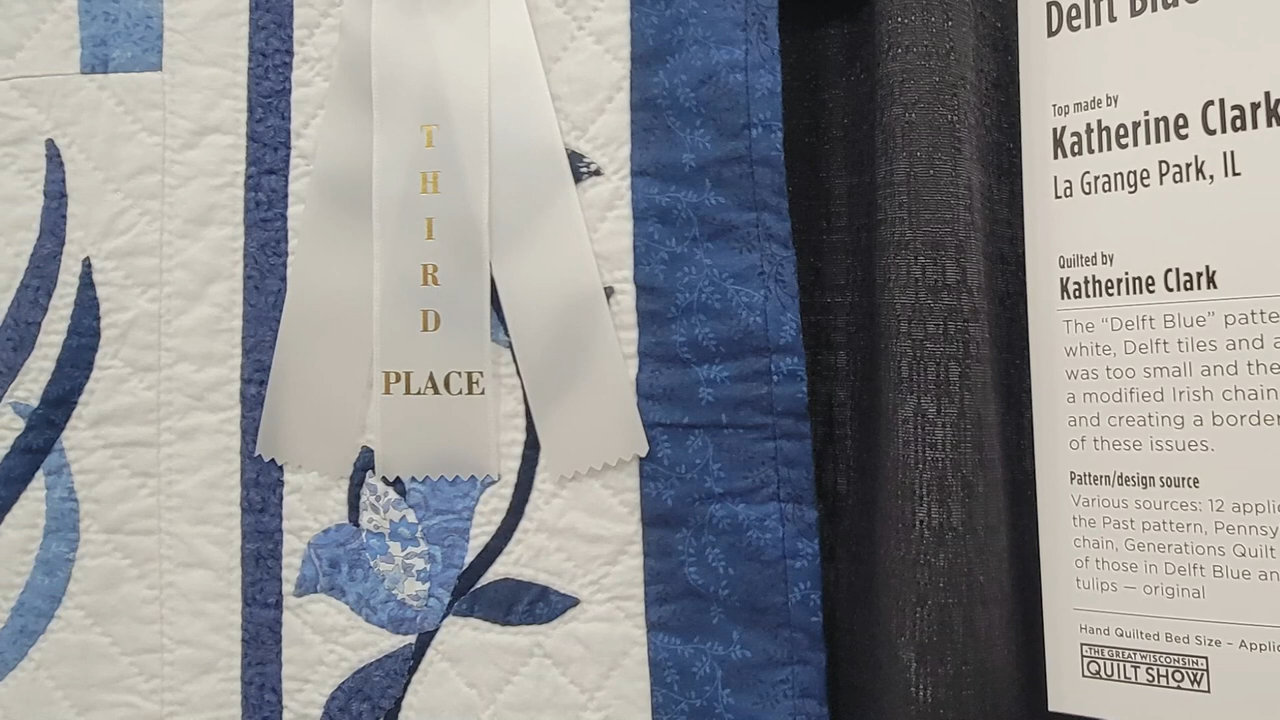 THIRD
PLACE
Delft Blue
Top made by
Katherine Clark
La Grange Park, IL
Quilted by
Katherine Clark
The “Delft Blue” patte
white, Delft tiles and a
was too small and the
a modified Irish chain
and creating a border
of these issues.
Pattern/design source
Various sources: 12 appli
the Past pattern, Pennsy
chain, Generations Quilt
of those in Delft Blue an
tulips — original
Hand Quilted Bed Size – Appli
·THE GREAT WISCONSIN·
QUILT SHOW